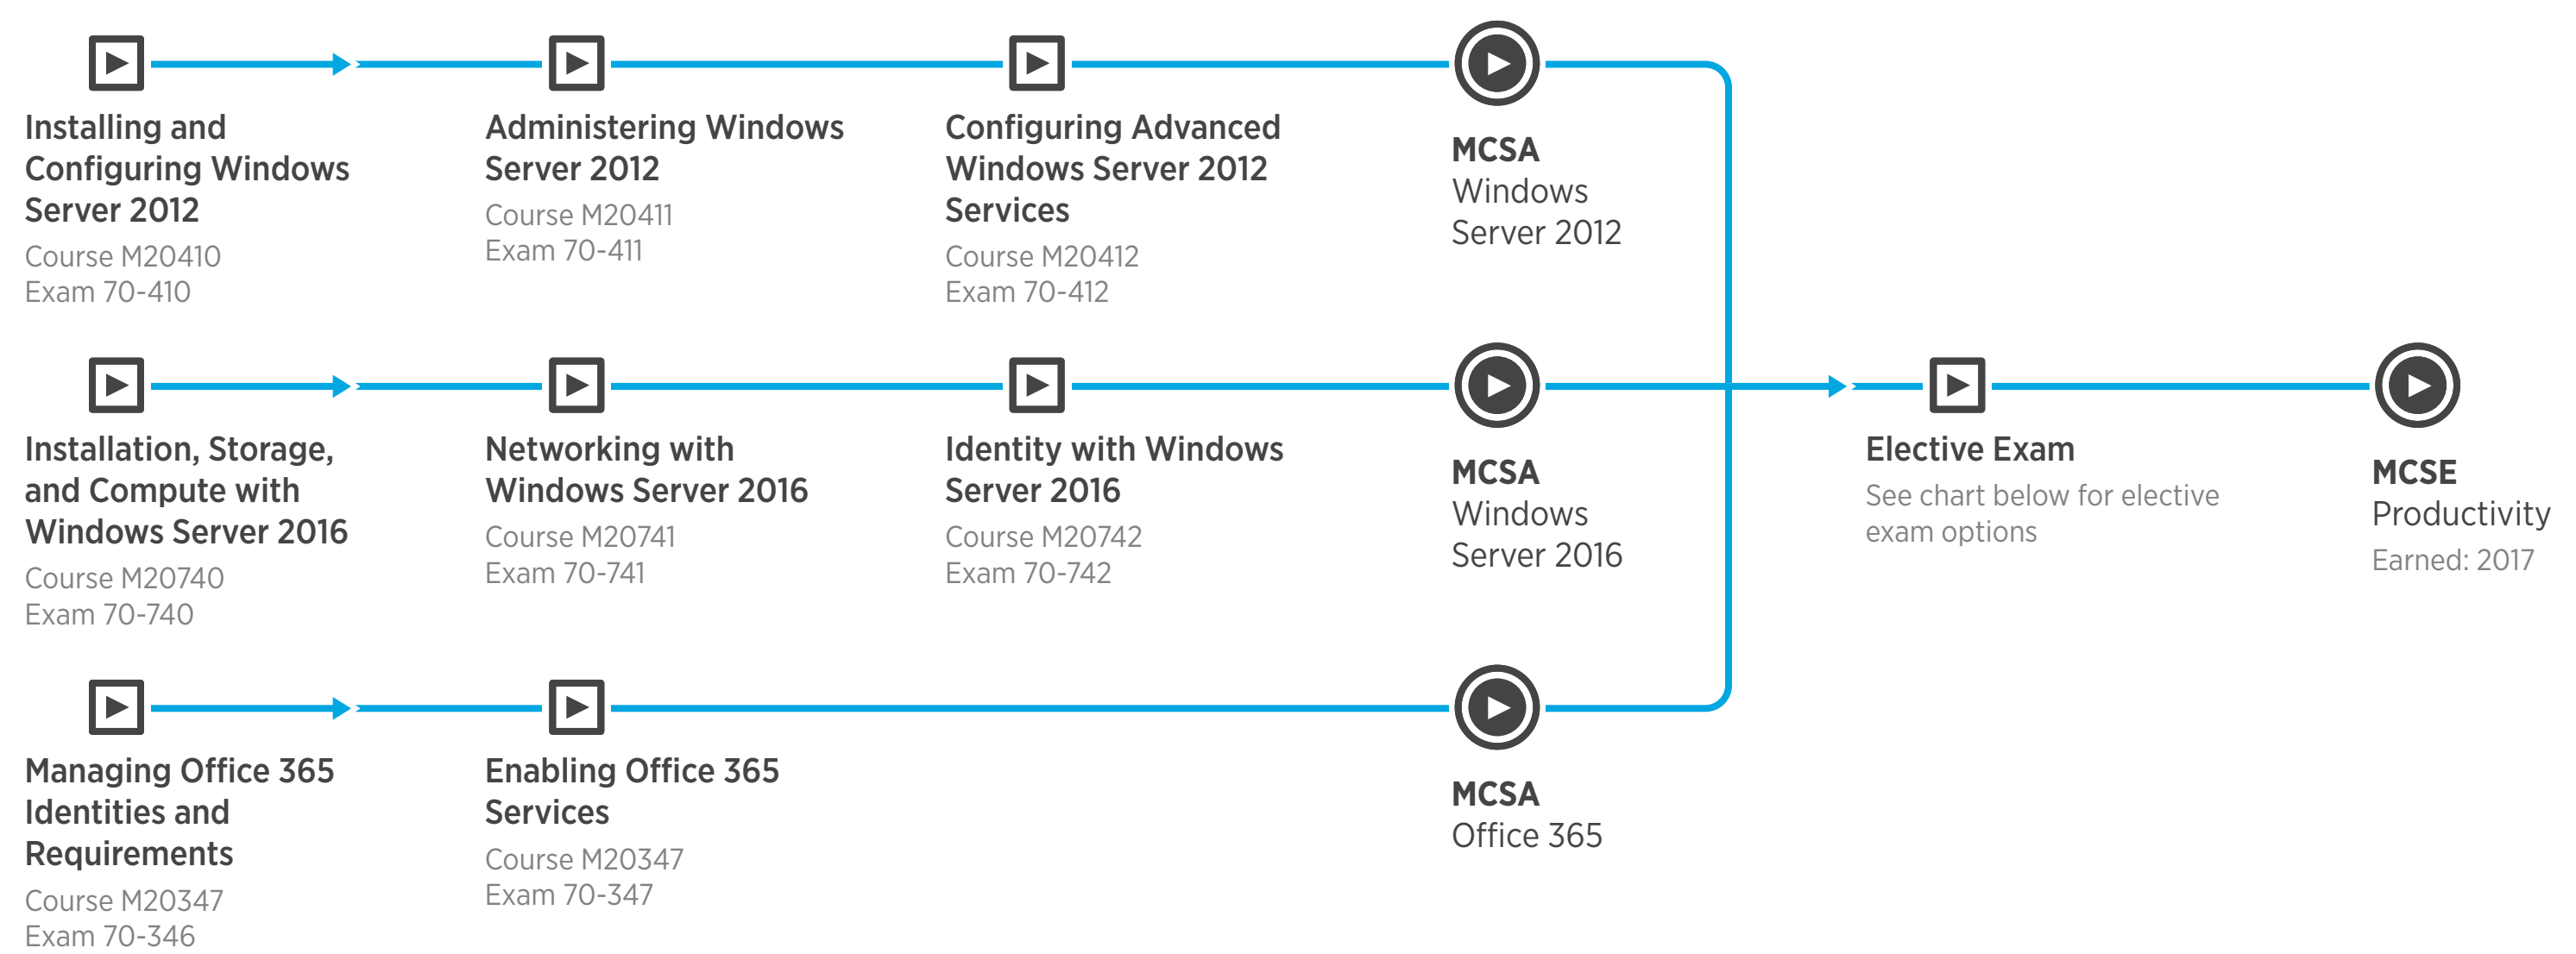 Installing and
Configuring Windows
Server 2012
Course M20410
Exam 70-410
Administering Windows
Server 2012
Course M20411
Exam 70-411
Configuring Advanced
Windows Server 2012
Services
Course M20412
Exam 70-412
MCSA
Windows
Server 2012
Installation, Storage,
and Compute with
Windows Server 2016
Course M20740
Exam 70-740
Networking with
Windows Server 2016
Course M20741
Exam 70-741
Identity with Windows
Server 2016
Course M20742
Exam 70-742
MCSA
Windows
Server 2016
Elective Exam
See chart below for elective
exam options
MCSE
Productivity
Earned: 2017
Managing Office 365
Identities and
Requirements
Course M20347
Exam 70-346
Enabling Office 365
Services
Course M20347
Exam 70-347
MCSA
Office 365